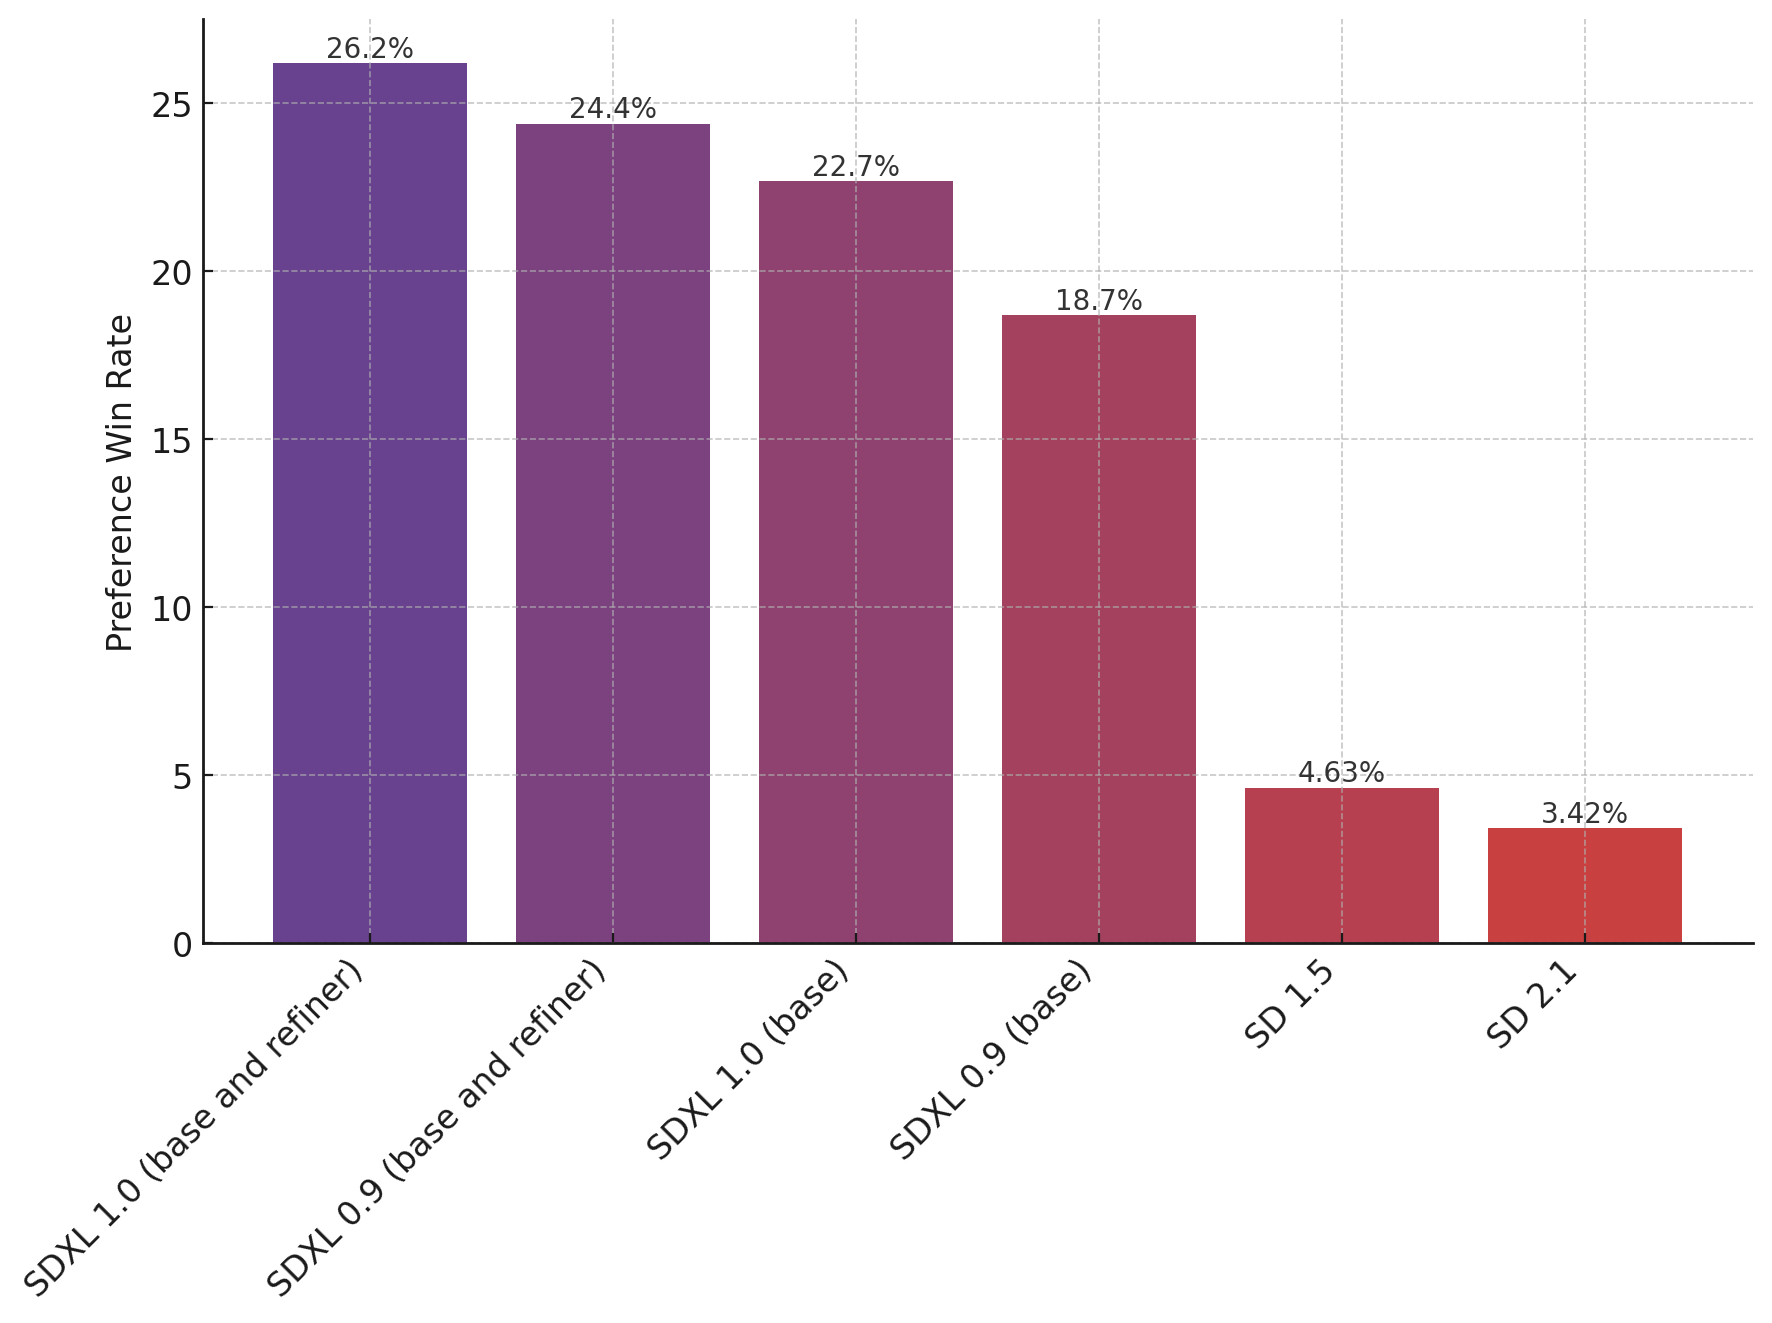 26.2%
24.4%
22.7%
18.7%
4.63%
3.42%
25
20
15
10
5
0
Preference Win Rate
SDXL 1.0 (base and refiner)
SDXL 0.9 (base and refiner)
SDXL 1.0 (base)
SDXL 0.9 (base)
SD 1.5
SD 2.1